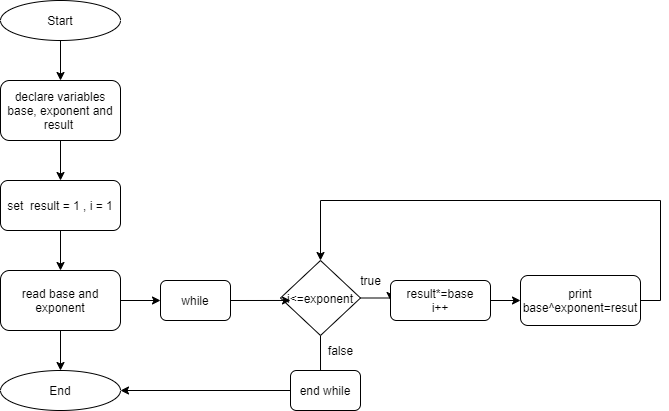 Start
declare variables
base, exponent and
result
set result = 1 , i = 1
read base and
exponent
while
i<=exponent
true
result*=base
i++
print
base^exponent=resut
false
end while
End